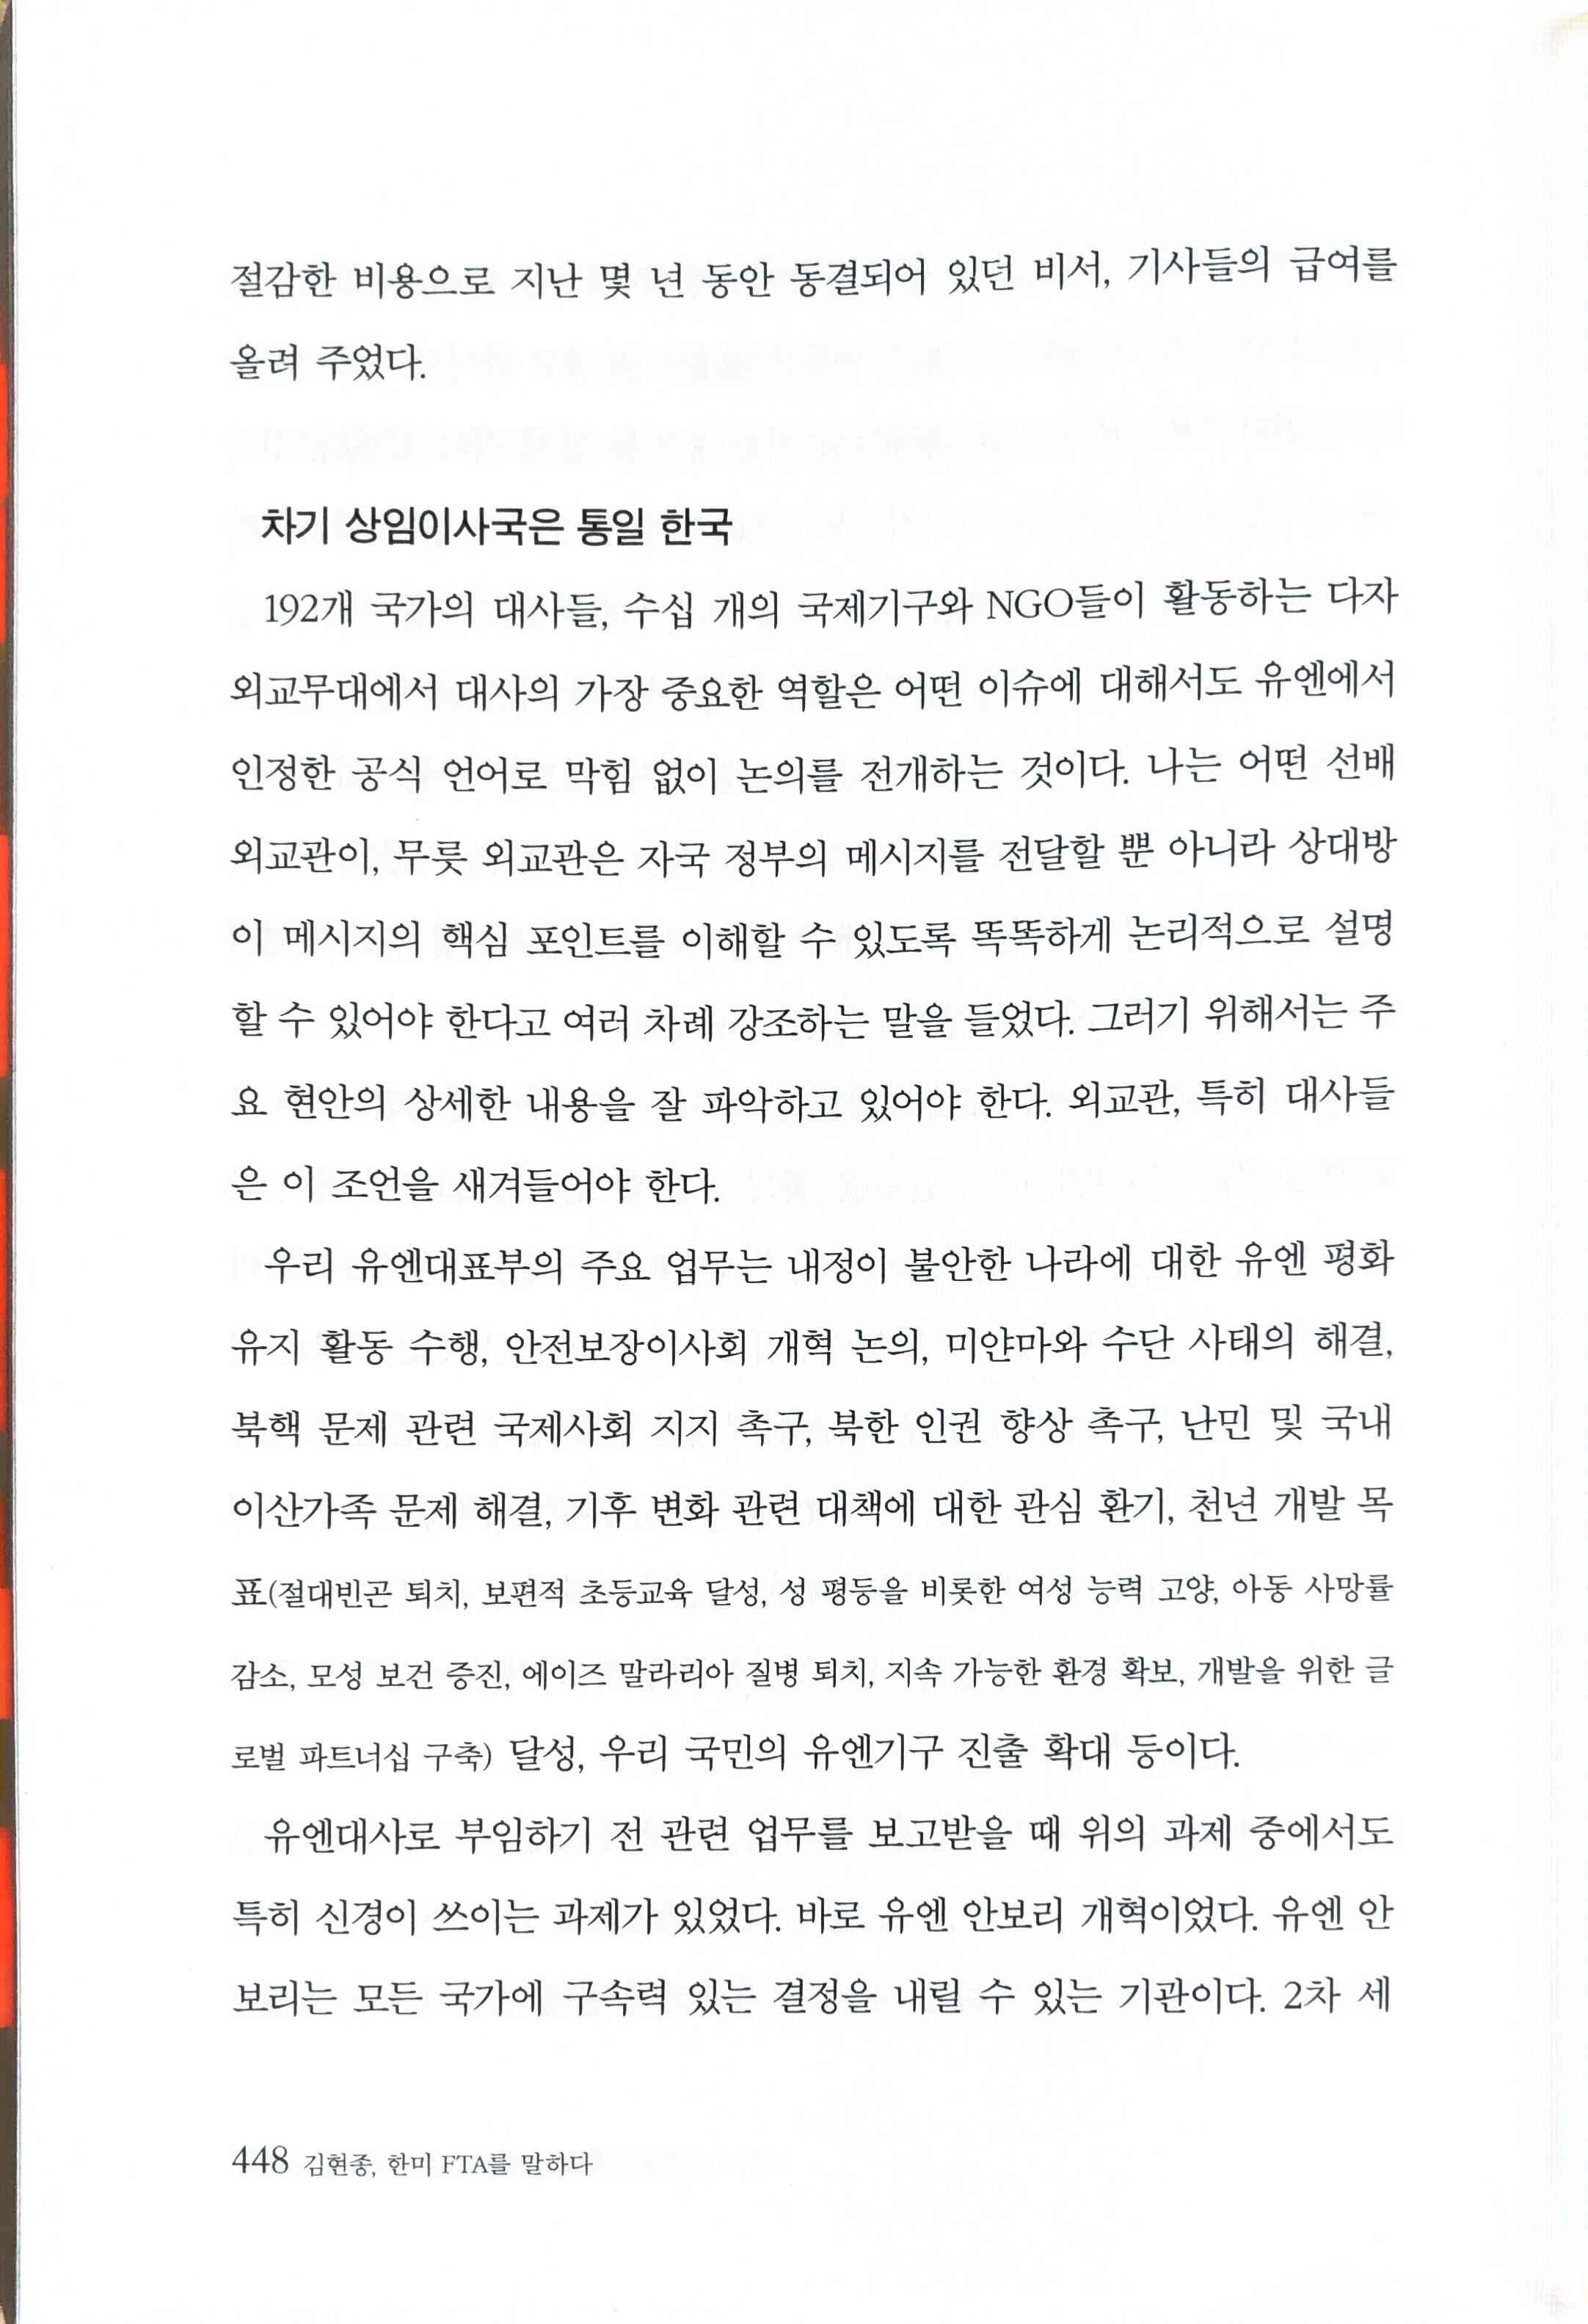 절감한 비용으로 지난 몇 년 동안 동결되어 있던 비서, 기사들의 급여를
올려 주었다.
차기 상임이사국은 통일 한국
192개 국가의 대사들, 수십 개의 국제기구와 NGO들이 활동하는 다자
외교무대에서 대사의 가장 중요한 역할은 어떤 이슈에 대해서도 유엔에서
인정한 공식 언어로 막힘 없이 논의를 전개하는 것이다. 나는 어떤 선배
외교관이, 무릇 외교관은 자국 정부의 메시지를 전달할 뿐 아니라 상대방
이 메시지의 핵심 포인트를 이해할 수 있도록 똑똑하게 논리적으로 설명
할 수 있어야 한다고 여러 차례 강조하는 말을 들었다. 그러기 위해서는 주
요 현안의 상세한 내용을 잘 파악하고 있어야 한다. 외교관, 특히 대사들
은 이 조언을 새겨들어야 한다.
우리 유엔대표부의 주요 업무는 내정이 불안한 나라에 대한 유엔 평화
유지 활동 수행, 안전보장이사회 개혁 논의, 미얀마와 수단 사태의 해결,
북핵 문제 관련 국제사회 지지 촉구, 북한 인권 향상 촉구, 난민 및 국내
이산가족 문제 해결, 기후 변화 관련 대책에 대한 관심 환기, 천년 개발 목
표(절대빈곤 퇴치, 보편적 초등교육 달성, 성 평등을 비롯한 여성 능력 고양, 아동 사망률
감소, 모성 보건 증진, 에이즈 말라리아 질병 퇴치, 지속 가능한 환경 확보, 개발을 위한 글
로벌 파트너십 구축) 달성, 우리 국민의 유엔기구 진출 확대 등이다.
유엔대사로 부임하기 전 관련 업무를 보고받을 때 위의 과제 중에서도
특히 신경이 쓰이는 과제가 있었다. 바로 유엔 안보리 개혁이었다. 유엔 안
보리는 모든 국가에 구속력 있는 결정을 내릴 수 있는 기관이다. 2차 세
448 김현종, 한미 FTA를 말하다